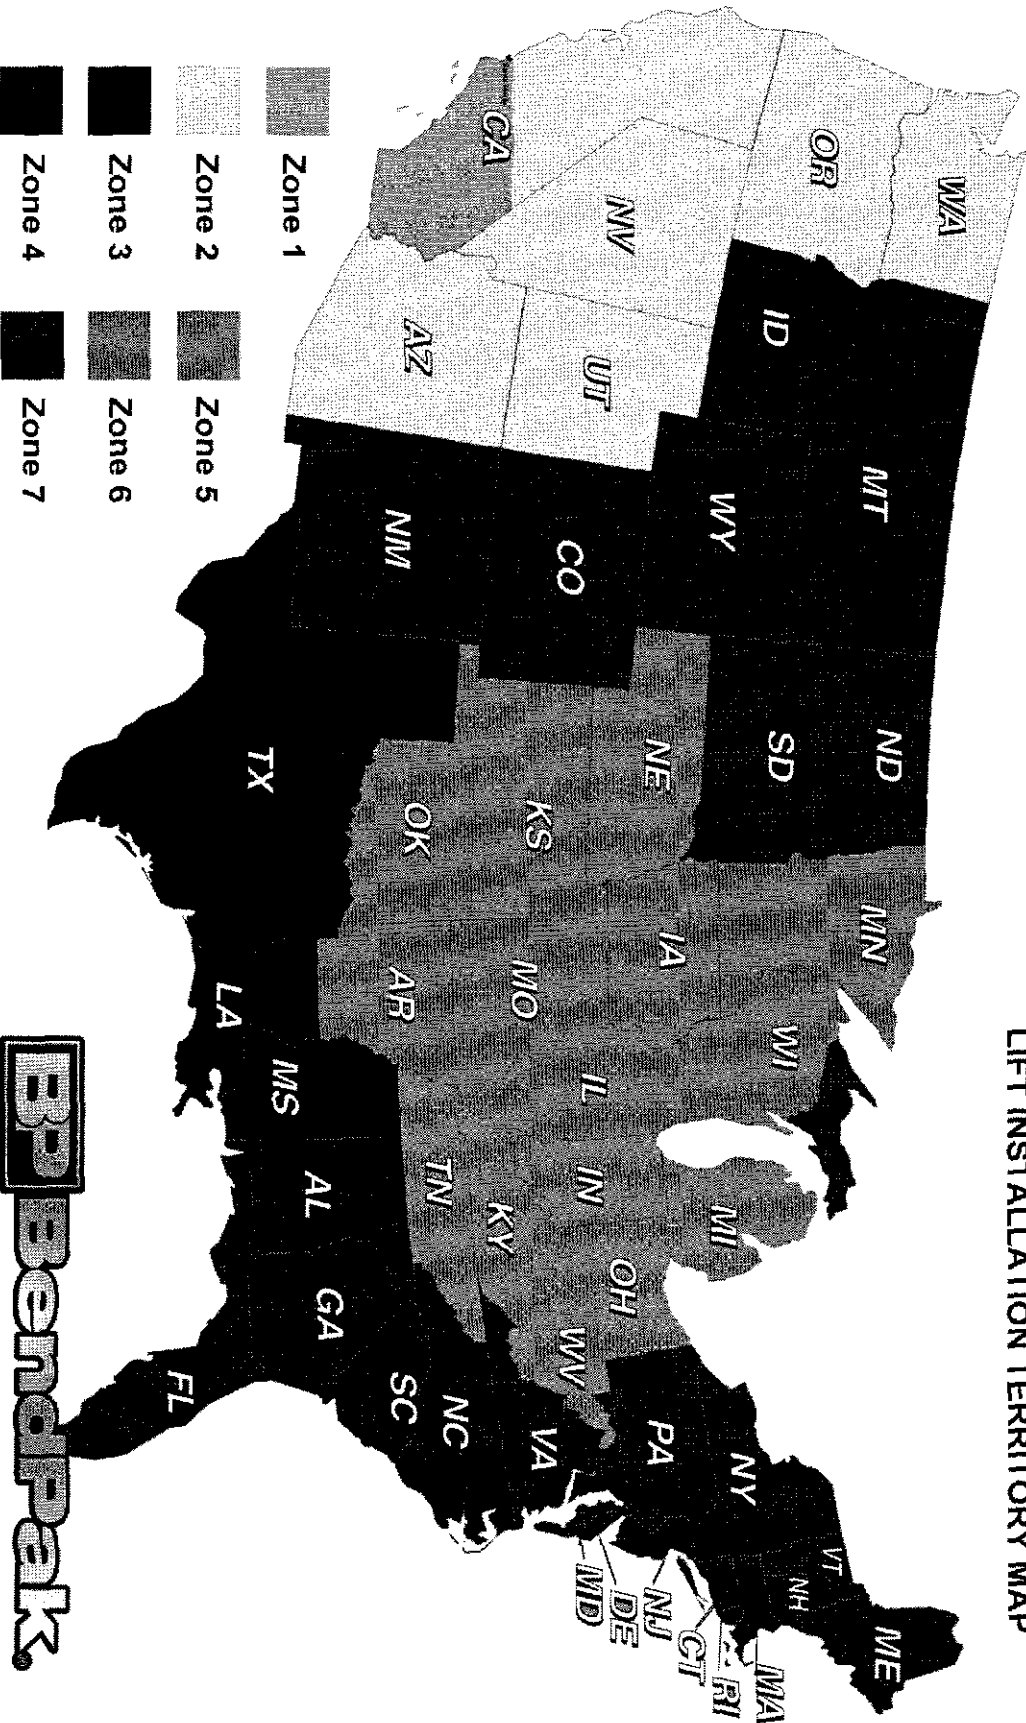 LIFT INSTALLATION TERRITORY MAP
WA
OR
CA
NV
ID
MT
WY
UT
AZ
CO
NM
ND
SD
NE
KS
OK
TX
MN
IA
MO
AR
LA
WI
IL
MS
MI
IN
KY
TN
AL
OH
WV
GA
FL
SC
NC
VA
PA
NY
VT
NH
ME
MA
RI
CT
NJ
DE
MD
Zone 1
Zone 2
Zone 3
Zone 4
Zone 5
Zone 6
Zone 7
BP BendPak®